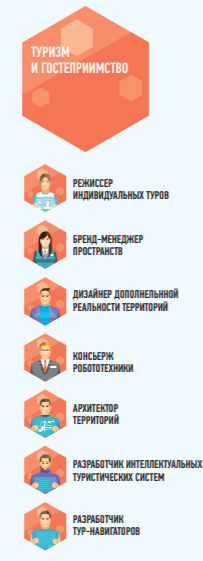 ТУРИЗМ
И ГОСТЕПРИИМСТВО
РЕЖИССЕР
ИНДИВИДУАЛЬНЫХ ТУРОВ
БРЕНД-МЕНЕДЖЕР
ПРОСТРАНСТВ
ДИЗАЙНЕР ДОПОЛНЕЛЬННОЙ
РЕАЛЬНОСТИ ТЕРРИТОРИЙ
КОНСЬЕРЖ
РОБОТОТЕХНИКИ
АРХИТЕКТОР
ТЕРРИТОРИЙ
РАЗРАБОТЧИК ИНТЕЛЛЕКТУАЛЬНЫХ
ТУРИСТИЧЕСКИХ СИСТЕМ
РАЗРАБОТЧИК
ТУР-НАВИГАТОРОВ